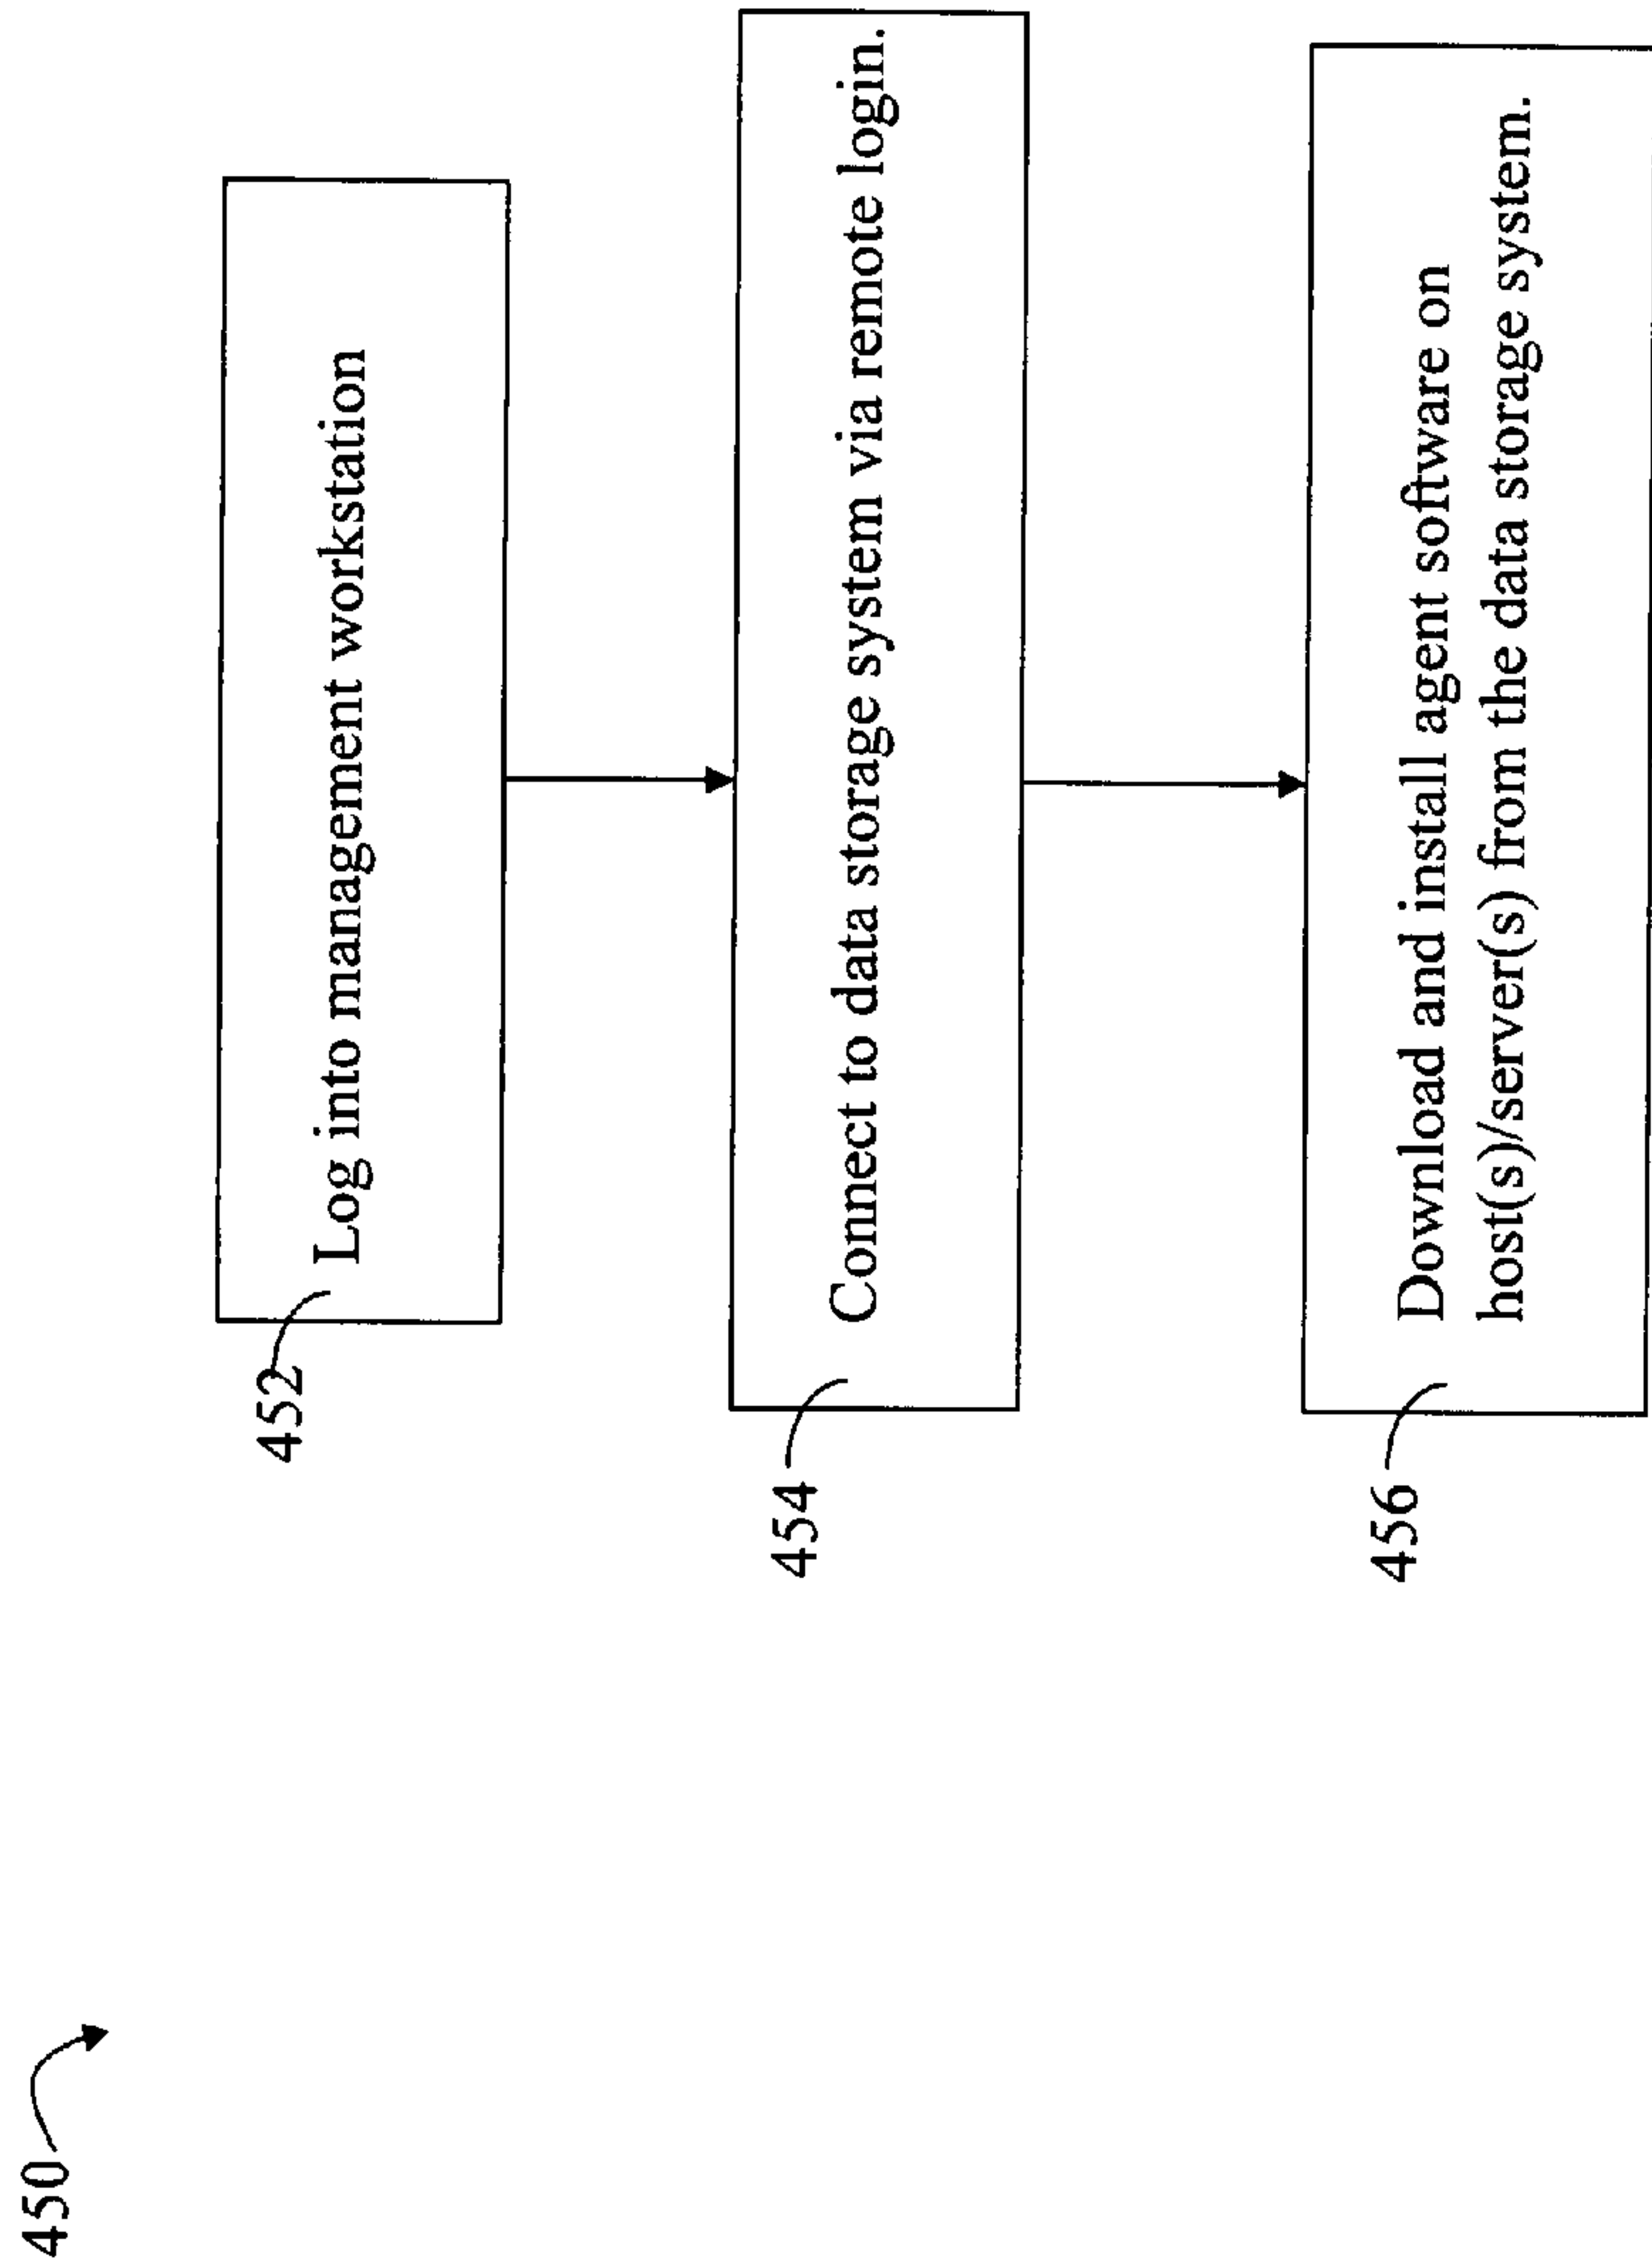 450
452
Log into management workstation
454
Connect to data storage system via remote login.
456
Download and install agent software on
host(s)/server(s) from the data storage system.